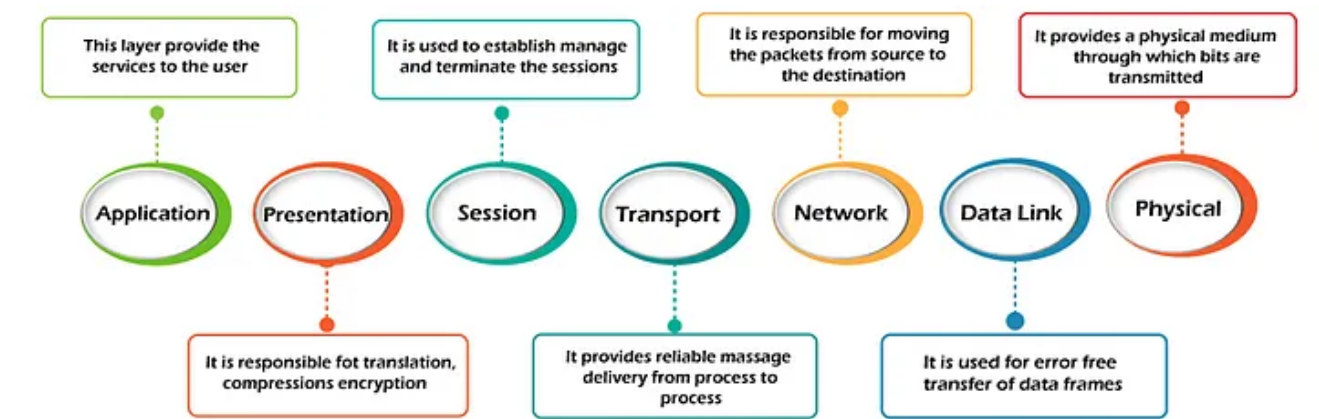 This layer provide the
services to the user
It is used to establish manage
and terminate the sessions
It is responsible for moving
the packets from source to
the destination
It provides a physical medium
through which bits are
transmitted
Application
Presentation
Session
Transport
Network
Data Link
Physical
It is responsible fot translation,
compressions encryption
It provides reliable massage
delivery from process to
process
It is used for error free
transfer of data frames